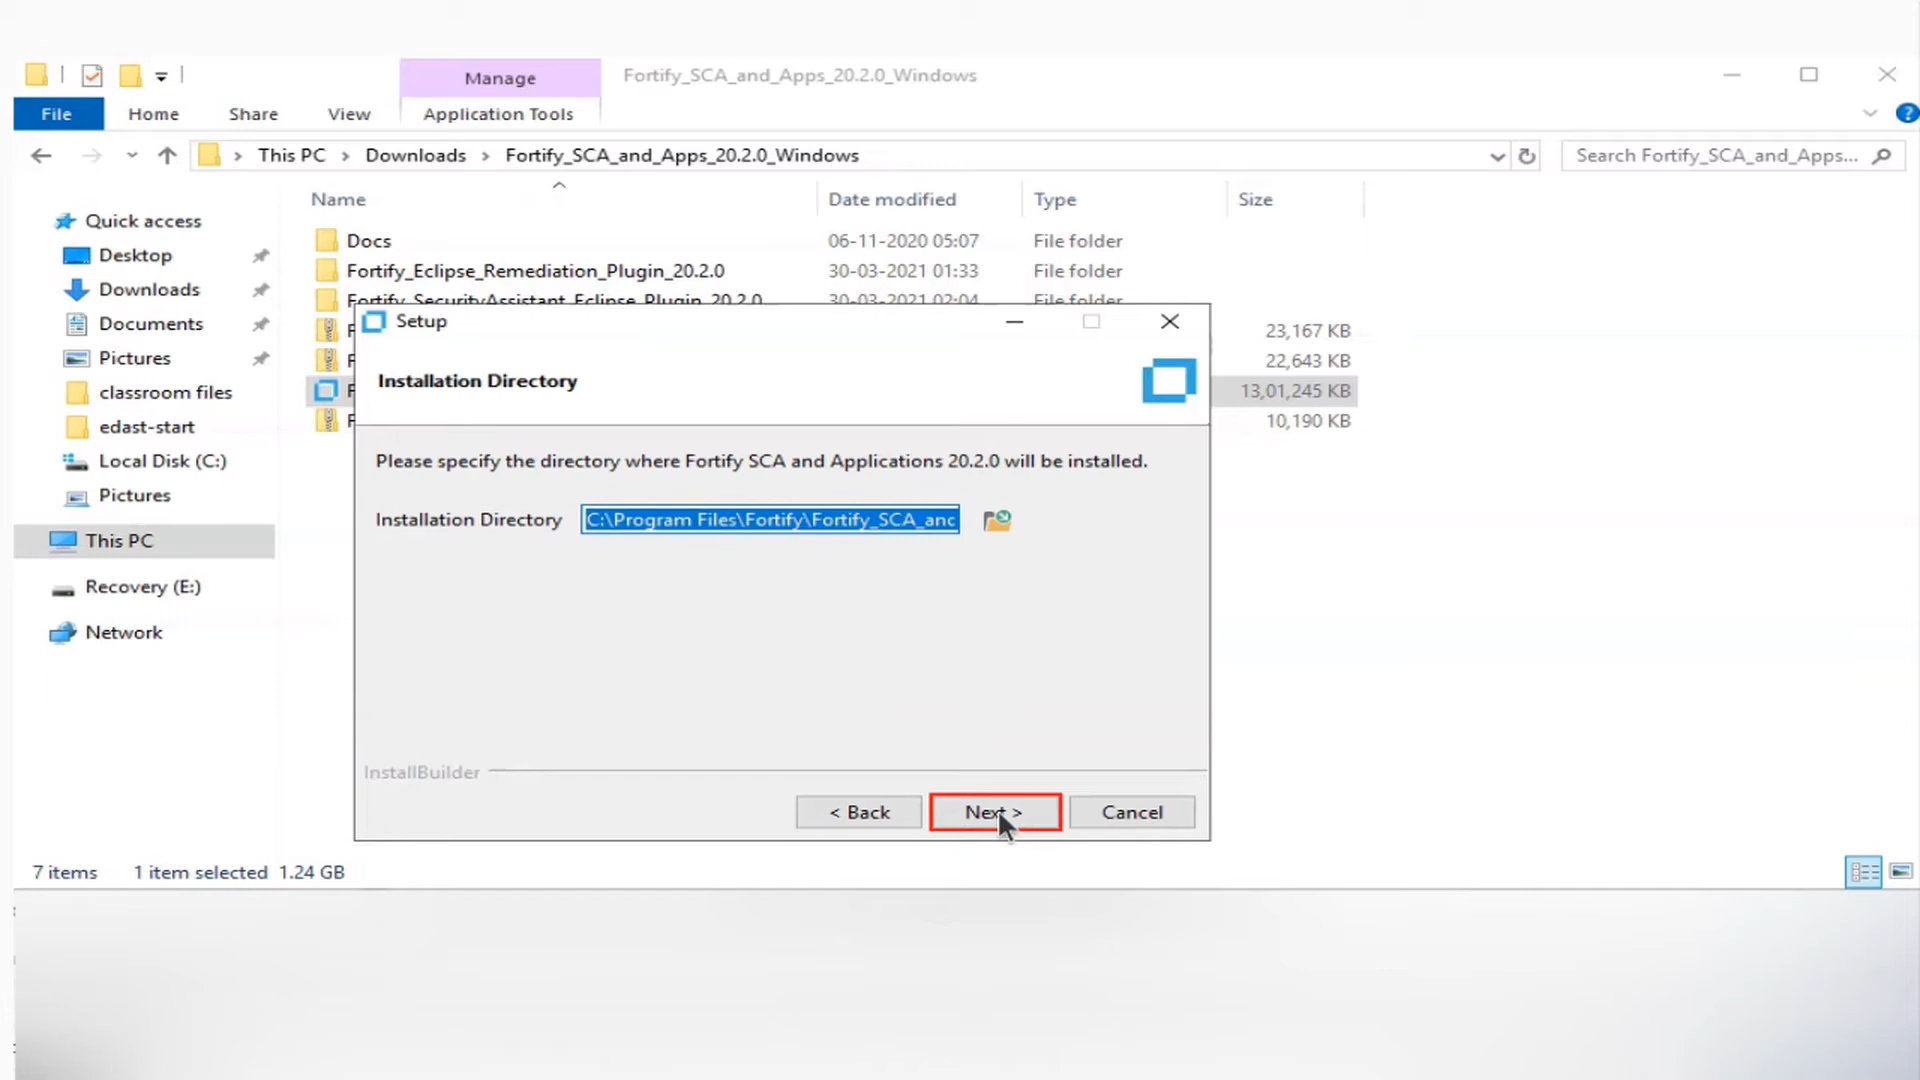 Manage
Fortify_SCA_and_Apps_20.2.0_Windows
File
Home
Share
View
Application Tools
This PC > Downloads > Fortify_SCA_and_Apps_20.2.0_Windows
Search Fortify_SCA_and_Apps...
Name
Date modified
Type
Size
Quick access
Desktop
Downloads
Documents
Pictures
classroom files
edast-start
Local Disk (C:)
Pictures
This PC
Recovery (E:)
Network
Docs 06-11-2020 05:07 File folder
Fortify_Eclipse_Remediation_Plugin_20.2.0 30-03-2021 01:33 File folder
Fortify_SecurityAssistant_Eclipse_Plugin_20.2.0 30-03-2021 02:04 File folder
F 23,167 KB
F 22,643 KB
F 13,01,245 KB
F 10,190 KB
Setup
Installation Directory
Please specify the directory where Fortify SCA and Applications 20.2.0 will be installed.
Installation Directory C:\Program Files\Fortify\Fortify_SCA_anc
InstallBuilder
< Back
Next >
Cancel
7 items 1 item selected 1.24 GB